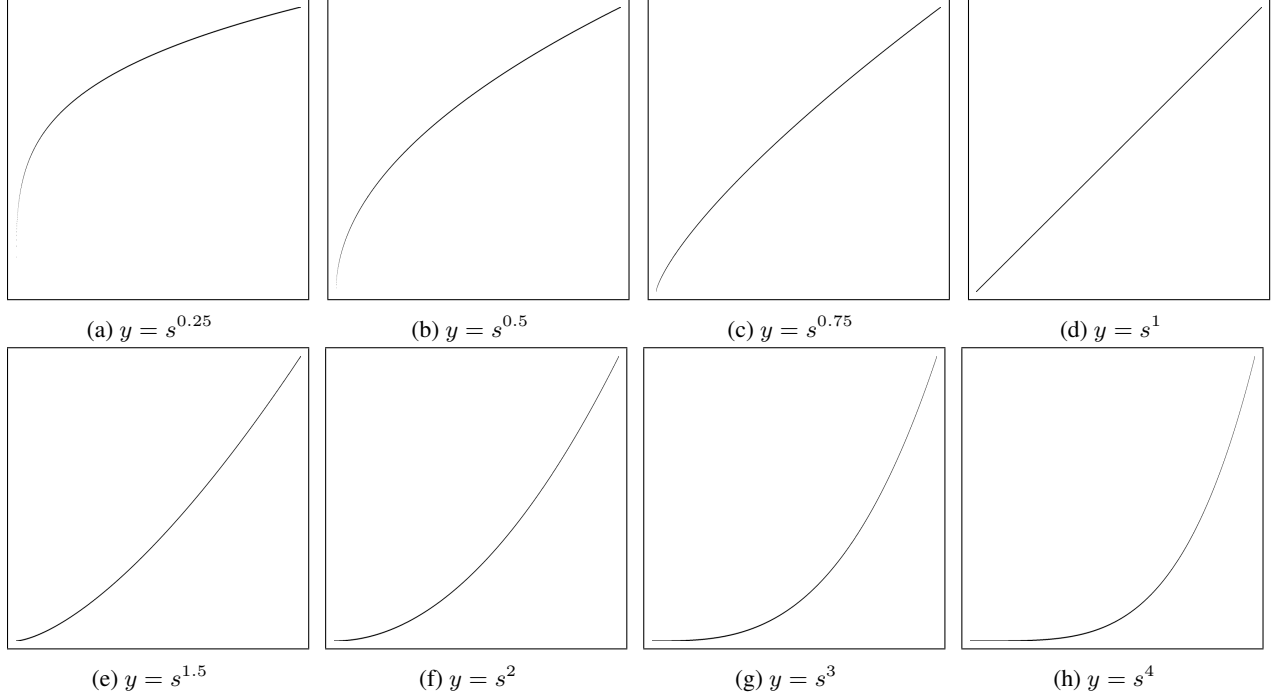 (a) y = s^0.25
(b) y = s^0.5
(c) y = s^0.75
(d) y = s^1
(e) y = s^1.5
(f) y = s^2
(g) y = s^3
(h) y = s^4